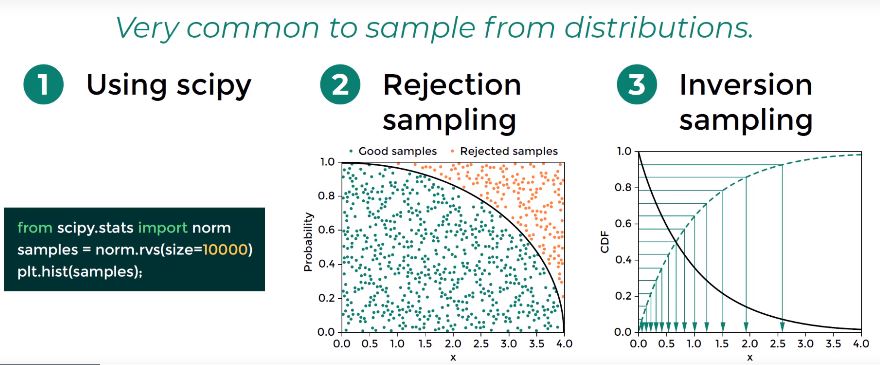 Very common to sample from distributions.
1 Using scipy
from scipy.stats import norm
samples = norm.rvs(size=10000)
plt.hist(samples);
2 Rejection
sampling
Good samples Rejected samples
1.0
0.8
0.6
0.4
0.2
0.0
Probability
0.0 0.5 1.0 1.5 2.0 2.5 3.0 3.5 4.0
x
3 Inversion
sampling
1.0
0.8
0.6
0.4
0.2
0.0
CDF
0.0 0.5 1.0 1.5 2.0 2.5 3.0 3.5 4.0
x